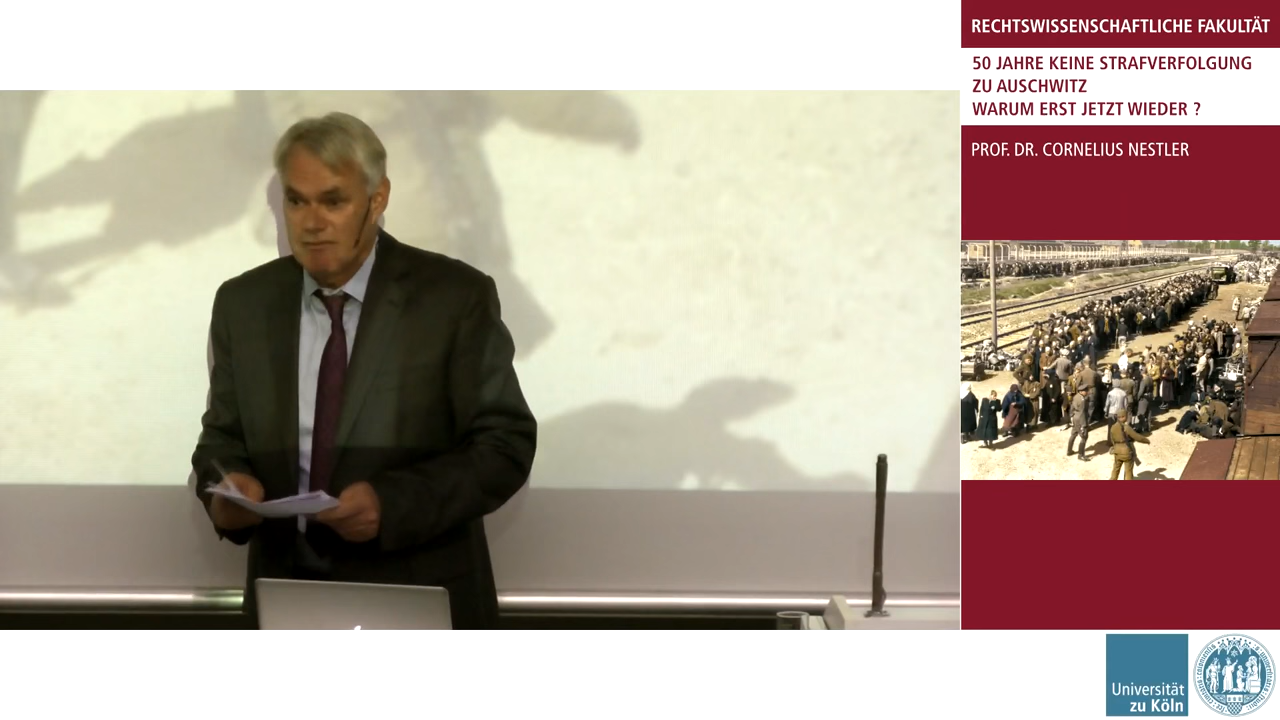 RECHTSWISSENSCHAFTLICHE FAKULTÄT
50 JAHRE KEINE STRAFVERFOLGUNG
ZU AUSCHWITZ
WARUM ERST JETZT WIEDER ?
PROF. DR. CORNELIUS NESTLER
Universität
zu Köln